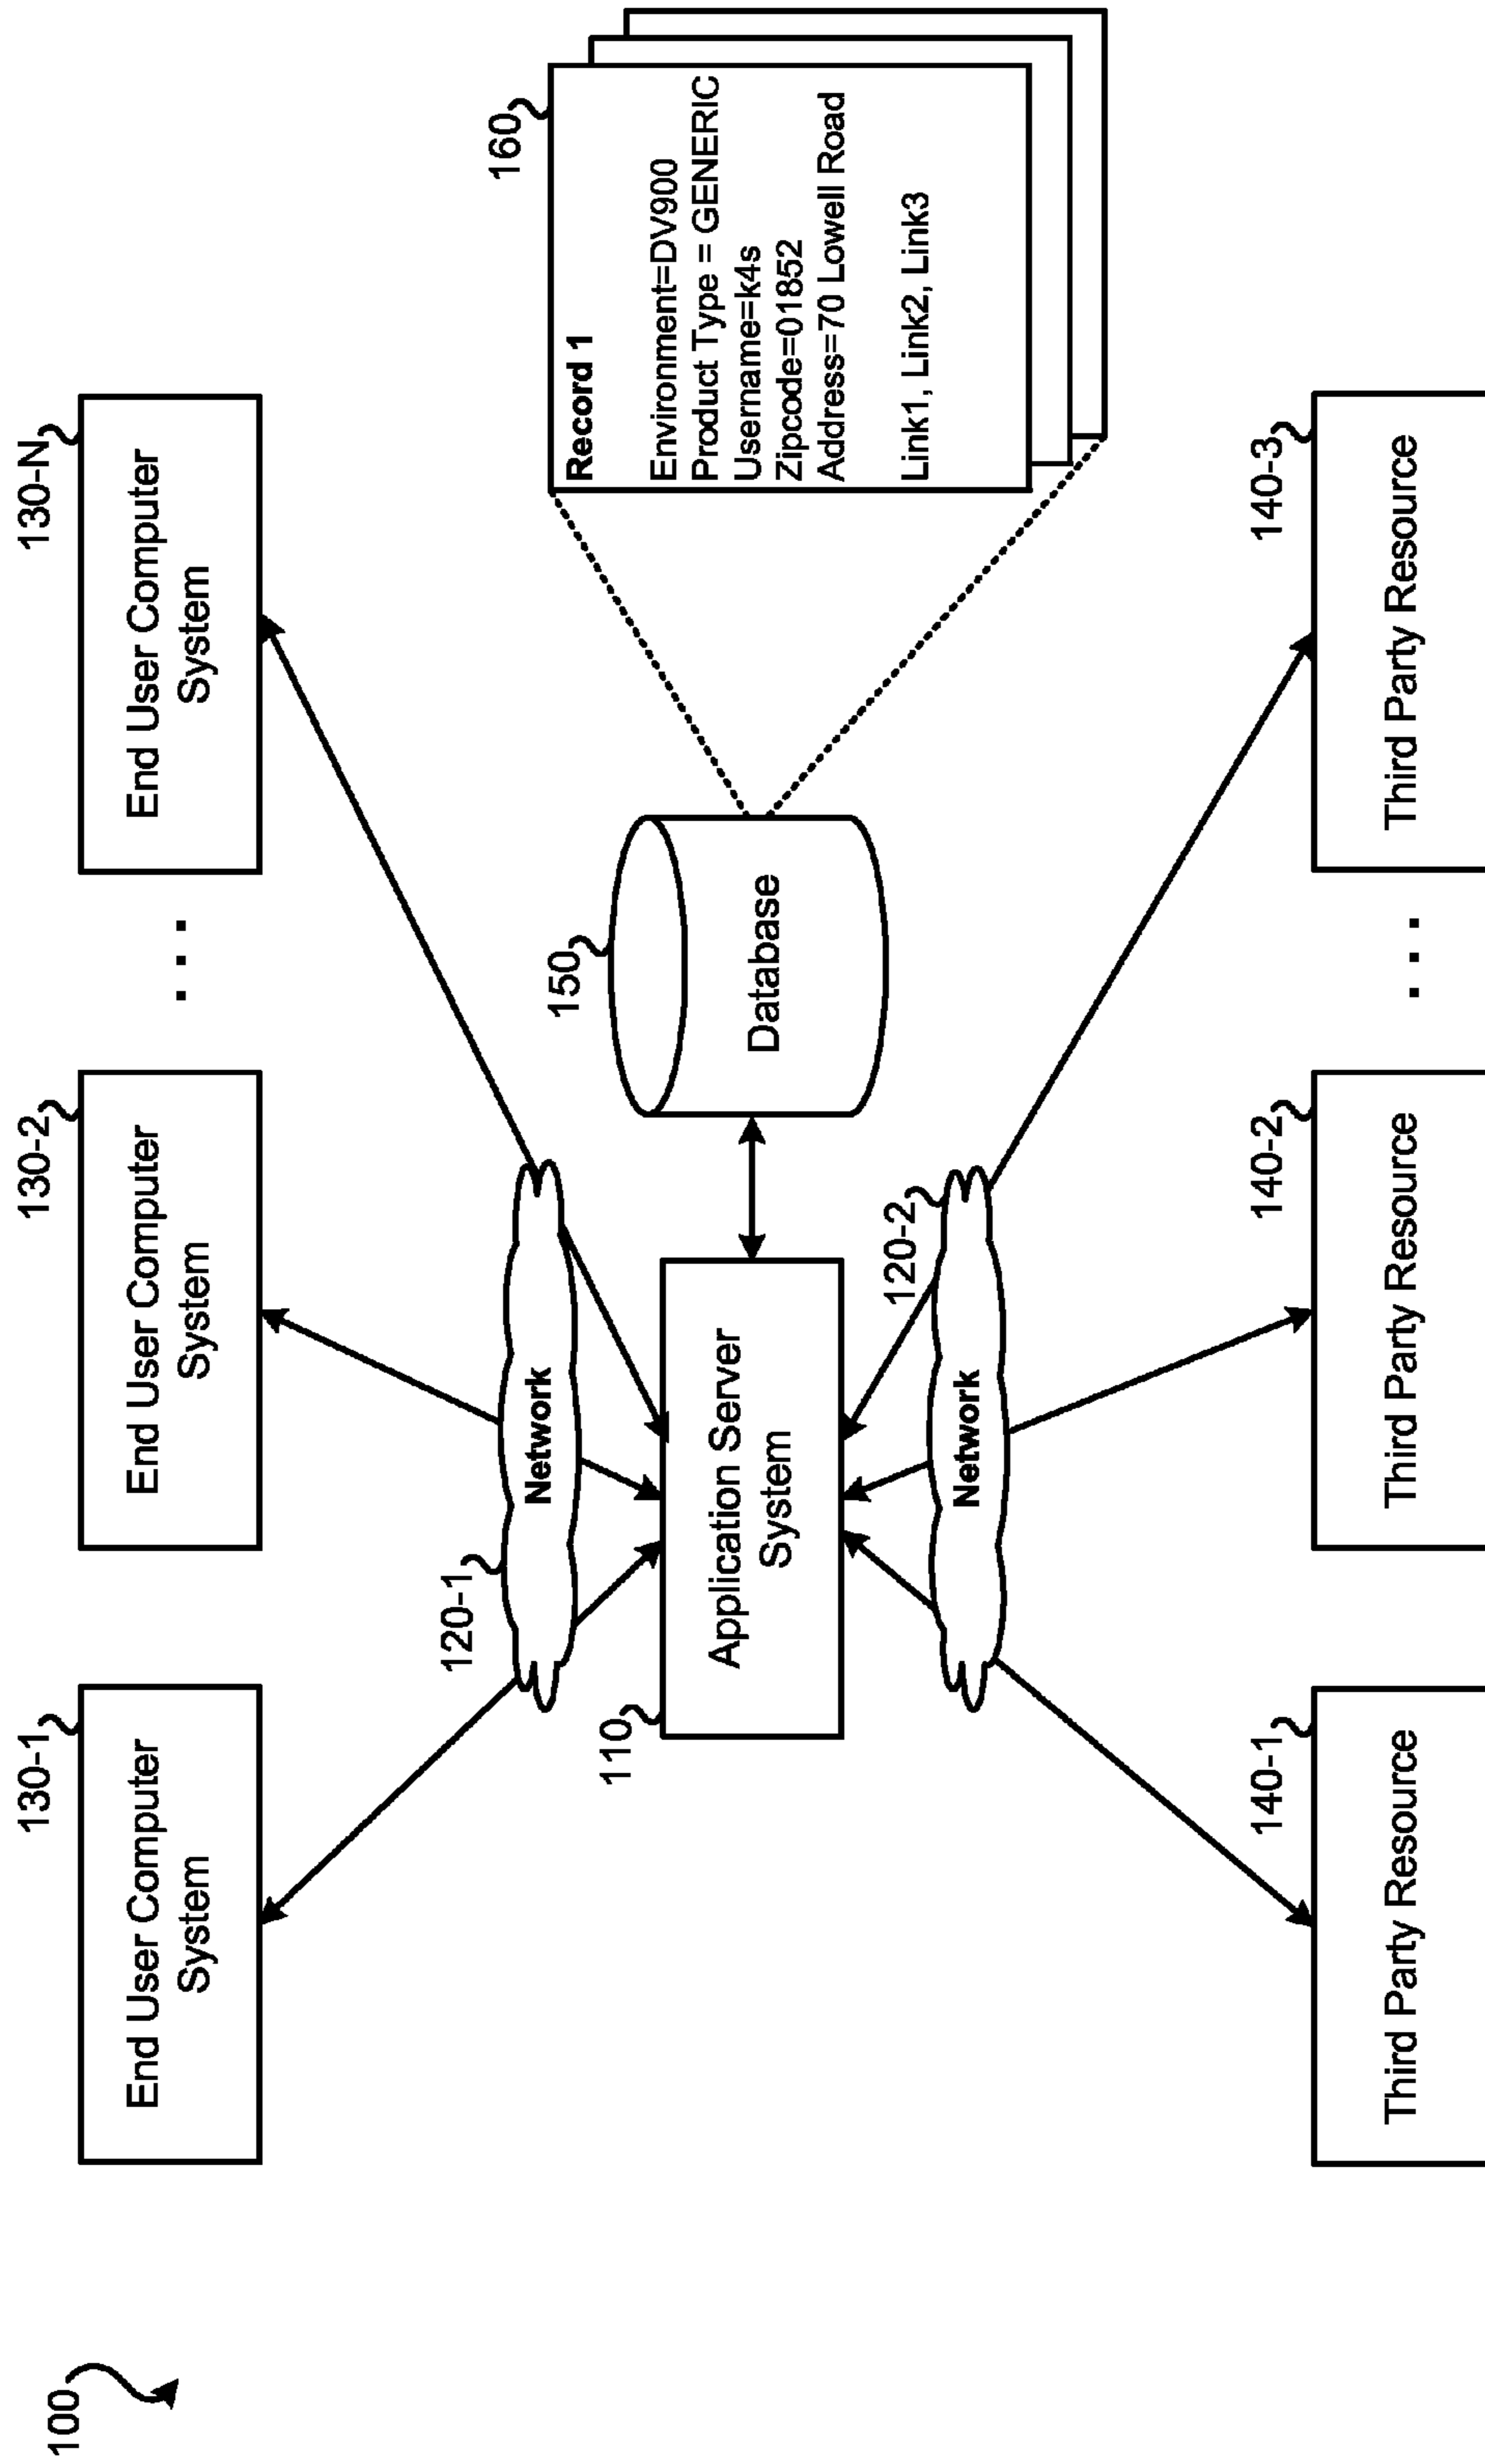 100
130-1
End User Computer
System
130-2
End User Computer
System
. . .
130-N
End User Computer
System
120-1
Network
110
Application Server
System
150
Database
160
Record 1
Environment=DV900
Product Type = GENERIC
Username=k4s
Zipcode=01852
Address=70 Lowell Road
Link1, Link2, Link3
120-2
Network
140-1
Third Party Resource
140-2
Third Party Resource
. . .
140-3
Third Party Resource